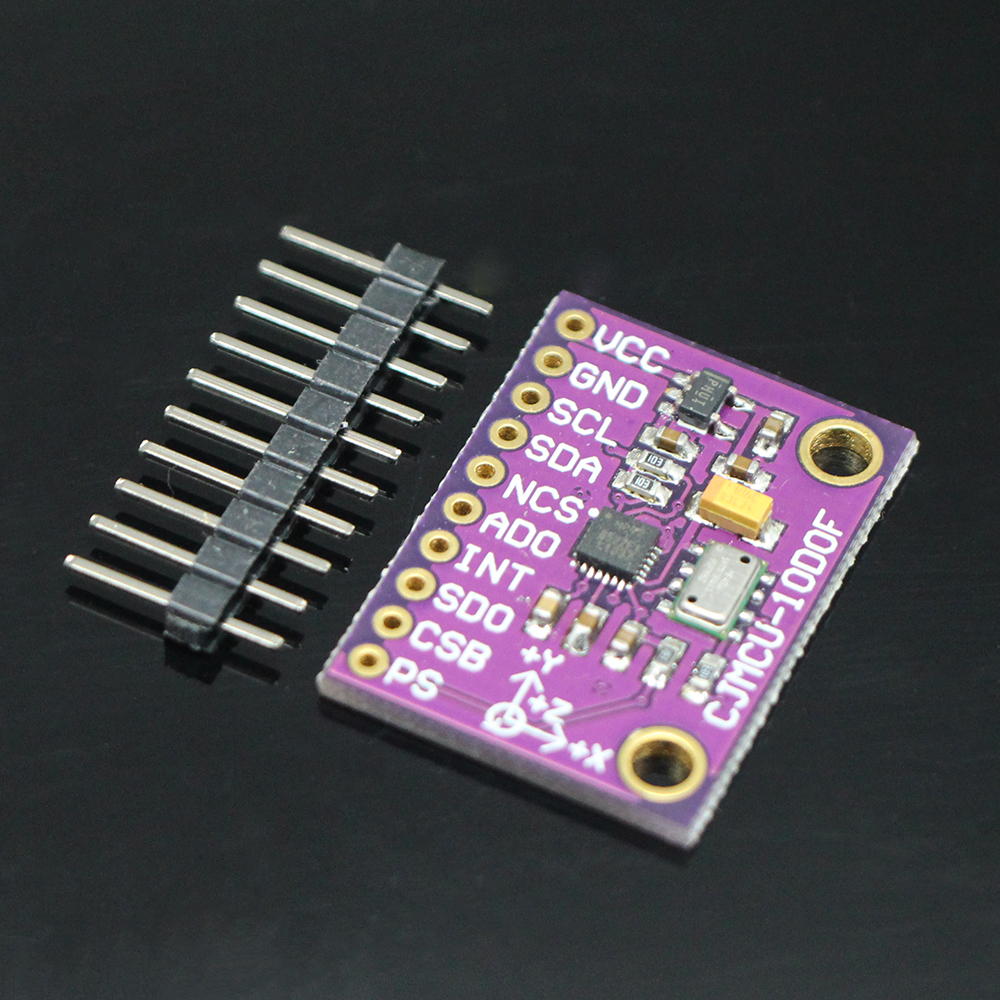 VCC
GND
SCL
SDA
NCS
ADO
INT
SDO
CSB
PS
+Y
+Z
+X
CJMCU-10DOF